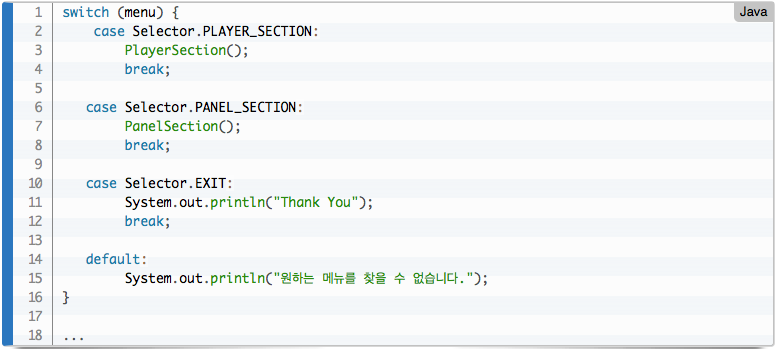 Java
1 switch (menu) {
2 case Selector.PLAYER_SECTION:
3 PlayerSection();
4 break;
5
6 case Selector.PANEL_SECTION:
7 PanelSection();
8 break;
9
10 case Selector.EXIT:
11 System.out.println("Thank You");
12 break;
13
14 default:
15 System.out.println("원하는 메뉴를 찾을 수 없습니다.");
16 }
17
18 ...